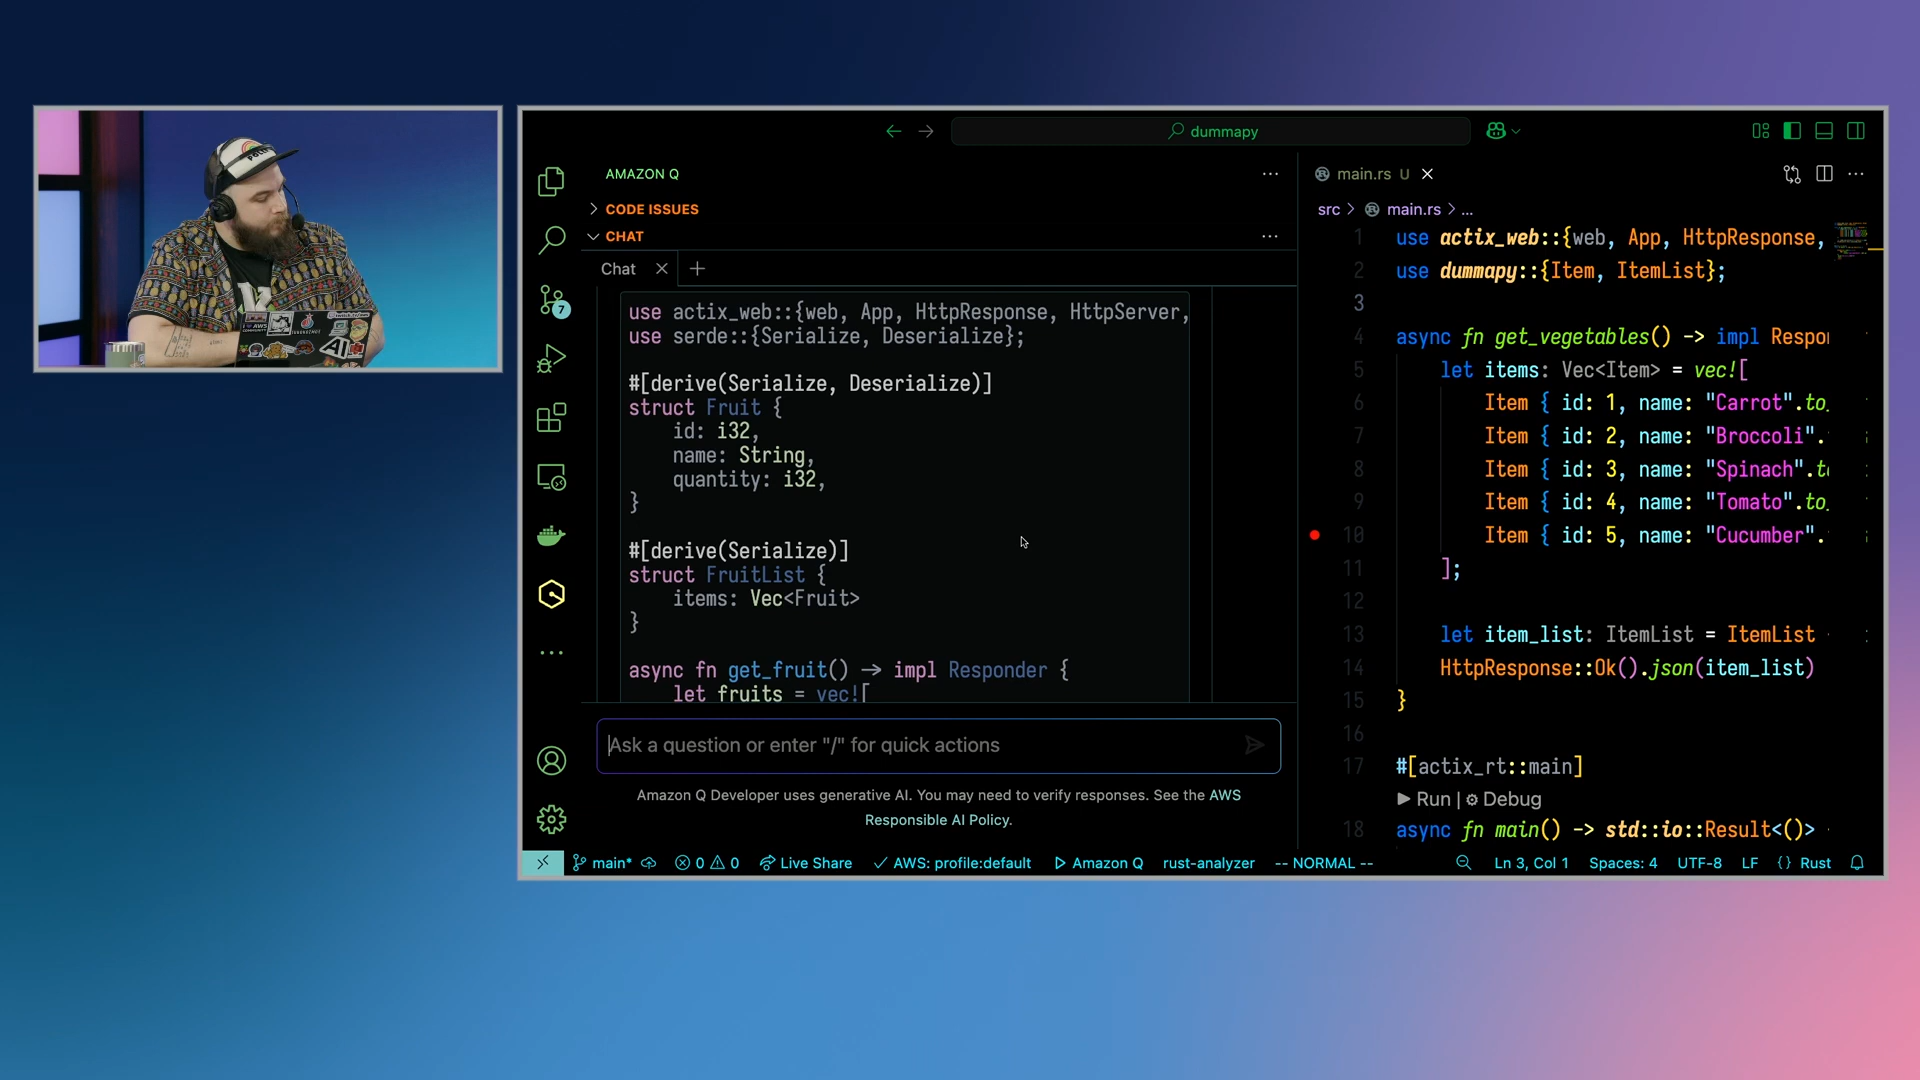 dummapy
AMAZON Q
CODE ISSUES
CHAT
Chat
use actix_web::{web, App, HttpResponse, HttpServer,
use serde::{Serialize, Deserialize};
#[derive(Serialize, Deserialize)]
struct Fruit {
id: i32,
name: String,
quantity: i32,
}
#[derive(Serialize)]
struct FruitList {
items: Vec<Fruit>
}
async fn get_fruit() -> impl Responder {
let fruits = vec![
Ask a question or enter "/" for quick actions
Amazon Q Developer uses generative AI. You may need to verify responses. See the AWS
Responsible AI Policy.
main.rs U
src > main.rs > ...
1 use actix_web::{web, App, HttpResponse,
2 use dummapy::{Item, ItemList};
3
4 async fn get_vegetables() -> impl Respon
5 let items: Vec<Item> = vec![
6 Item { id: 1, name: "Carrot".to_
7 Item { id: 2, name: "Broccoli".
8 Item { id: 3, name: "Spinach".to
9 Item { id: 4, name: "Tomato".to_
10 Item { id: 5, name: "Cucumber".
11 ];
12
13 let item_list: ItemList = ItemList
14 HttpResponse::Ok().json(item_list)
15 }
16
17 #[actix_rt::main]
Run | Debug
18 async fn main() -> std::io::Result<()>
7
main* 0 0 Live Share AWS: profile:default Amazon Q rust-analyzer -- NORMAL -- Ln 3, Col 1 Spaces: 4 UTF-8 LF {} Rust
AI